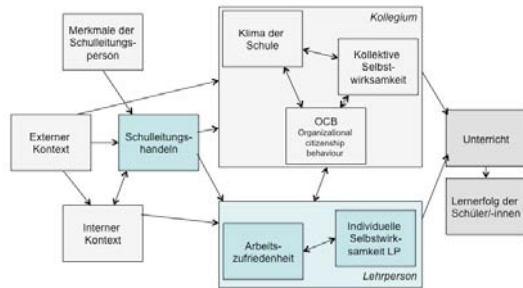 Kollegium
Merkmale der
Schulleitungs-
person
Klima der
Schule
Kollektive
Selbst-
wirksamkeit
OCB
Organizational
citizenship
behaviour
Externer
Kontext
Schulleitungs-
handeln
Unterricht
Interner
Kontext
Lernerfolg der
Schüler/-innen
Arbeits-
zufriedenheit
Individuelle
Selbstwirk-
samkeit LP
Lehrperson